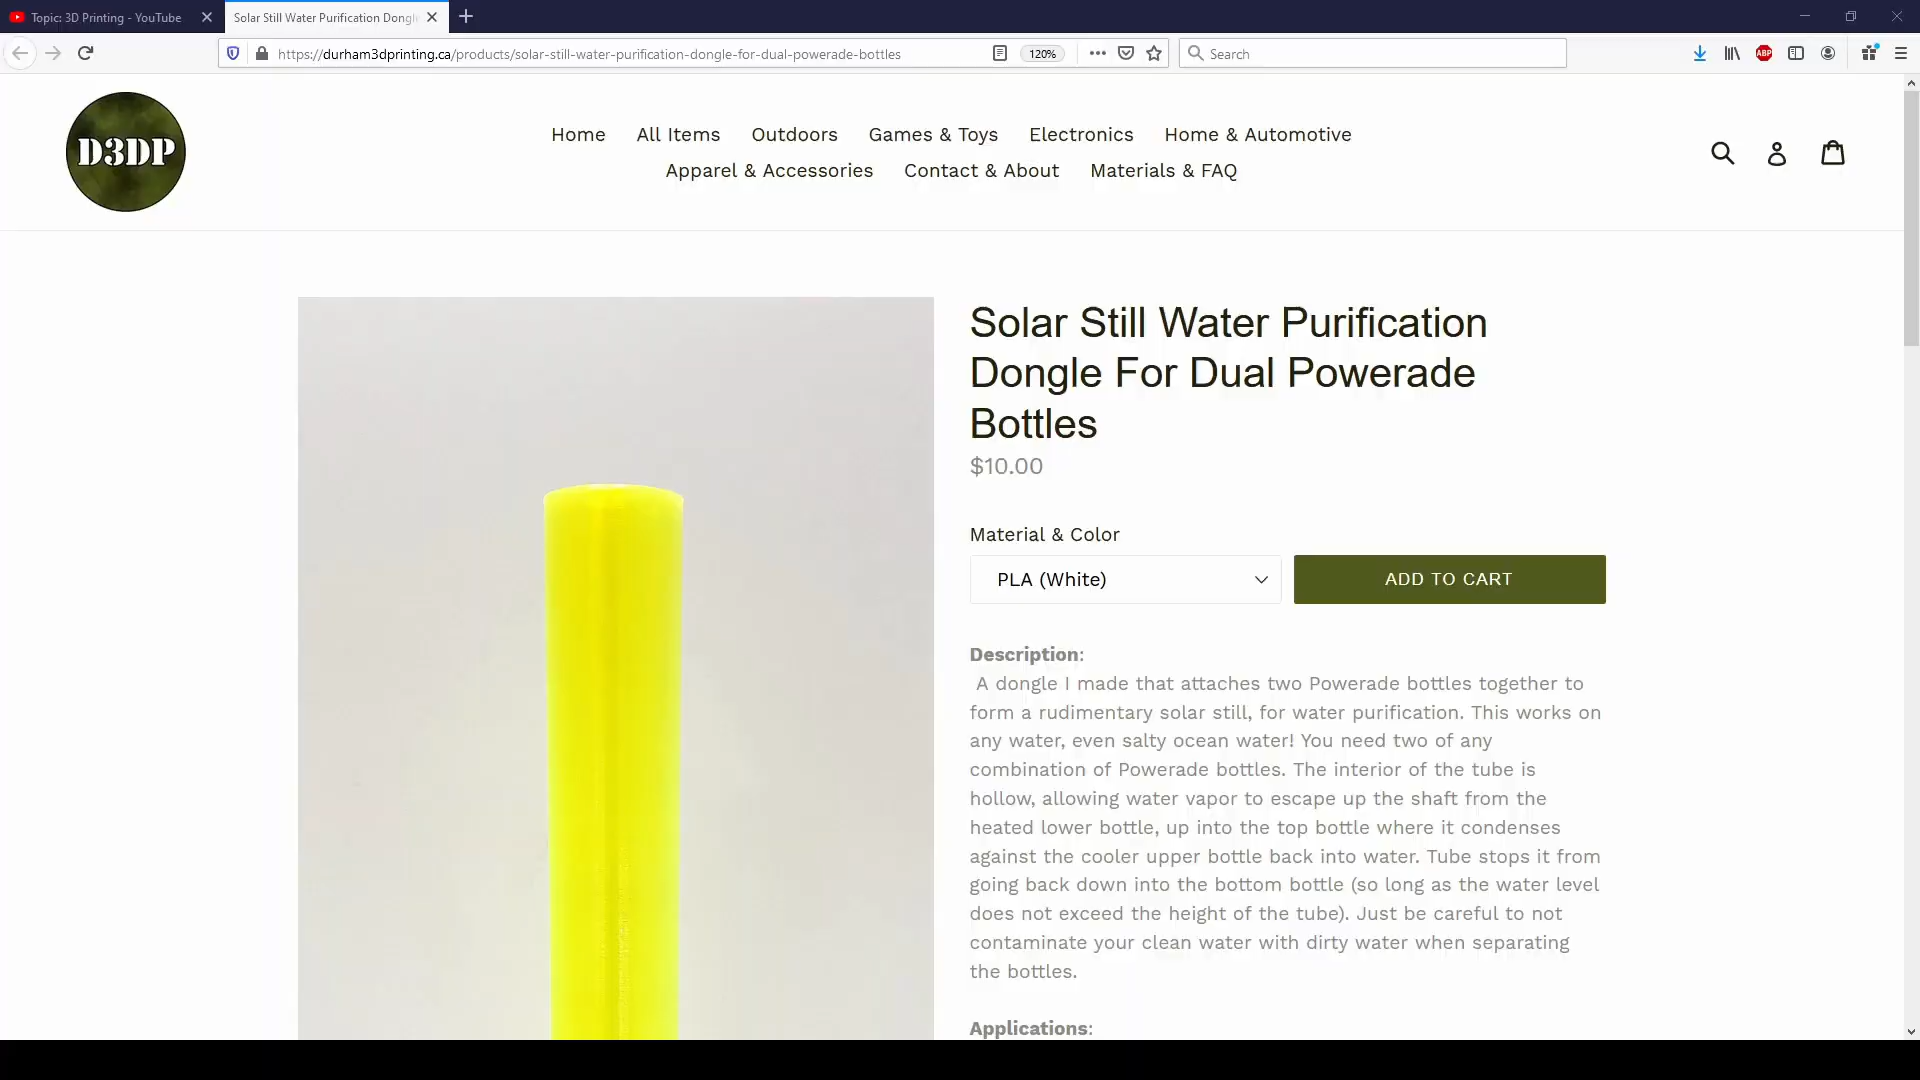 Topic: 3D Printing - YouTube
Solar Still Water Purification Dongle
https://durham3dprinting.ca/products/solar-still-water-purification-dongle-for-dual-powerade-bottles
120%
Search
ABP
D3DP
Home All Items Outdoors Games & Toys Electronics Home & Automotive
Apparel & Accessories Contact & About Materials & FAQ
Solar Still Water Purification
Dongle For Dual Powerade
Bottles
$10.00
Material & Color
PLA (White)
ADD TO CART
Description:
A dongle I made that attaches two Powerade bottles together to
form a rudimentary solar still, for water purification. This works on
any water, even salty ocean water! You need two of any
combination of Powerade bottles. The interior of the tube is
hollow, allowing water vapor to escape up the shaft from the
heated lower bottle, up into the top bottle where it condenses
against the cooler upper bottle back into water. Tube stops it from
going back down into the bottom bottle (so long as the water level
does not exceed the height of the tube). Just be careful to not
contaminate your clean water with dirty water when separating
the bottles.
Applications: